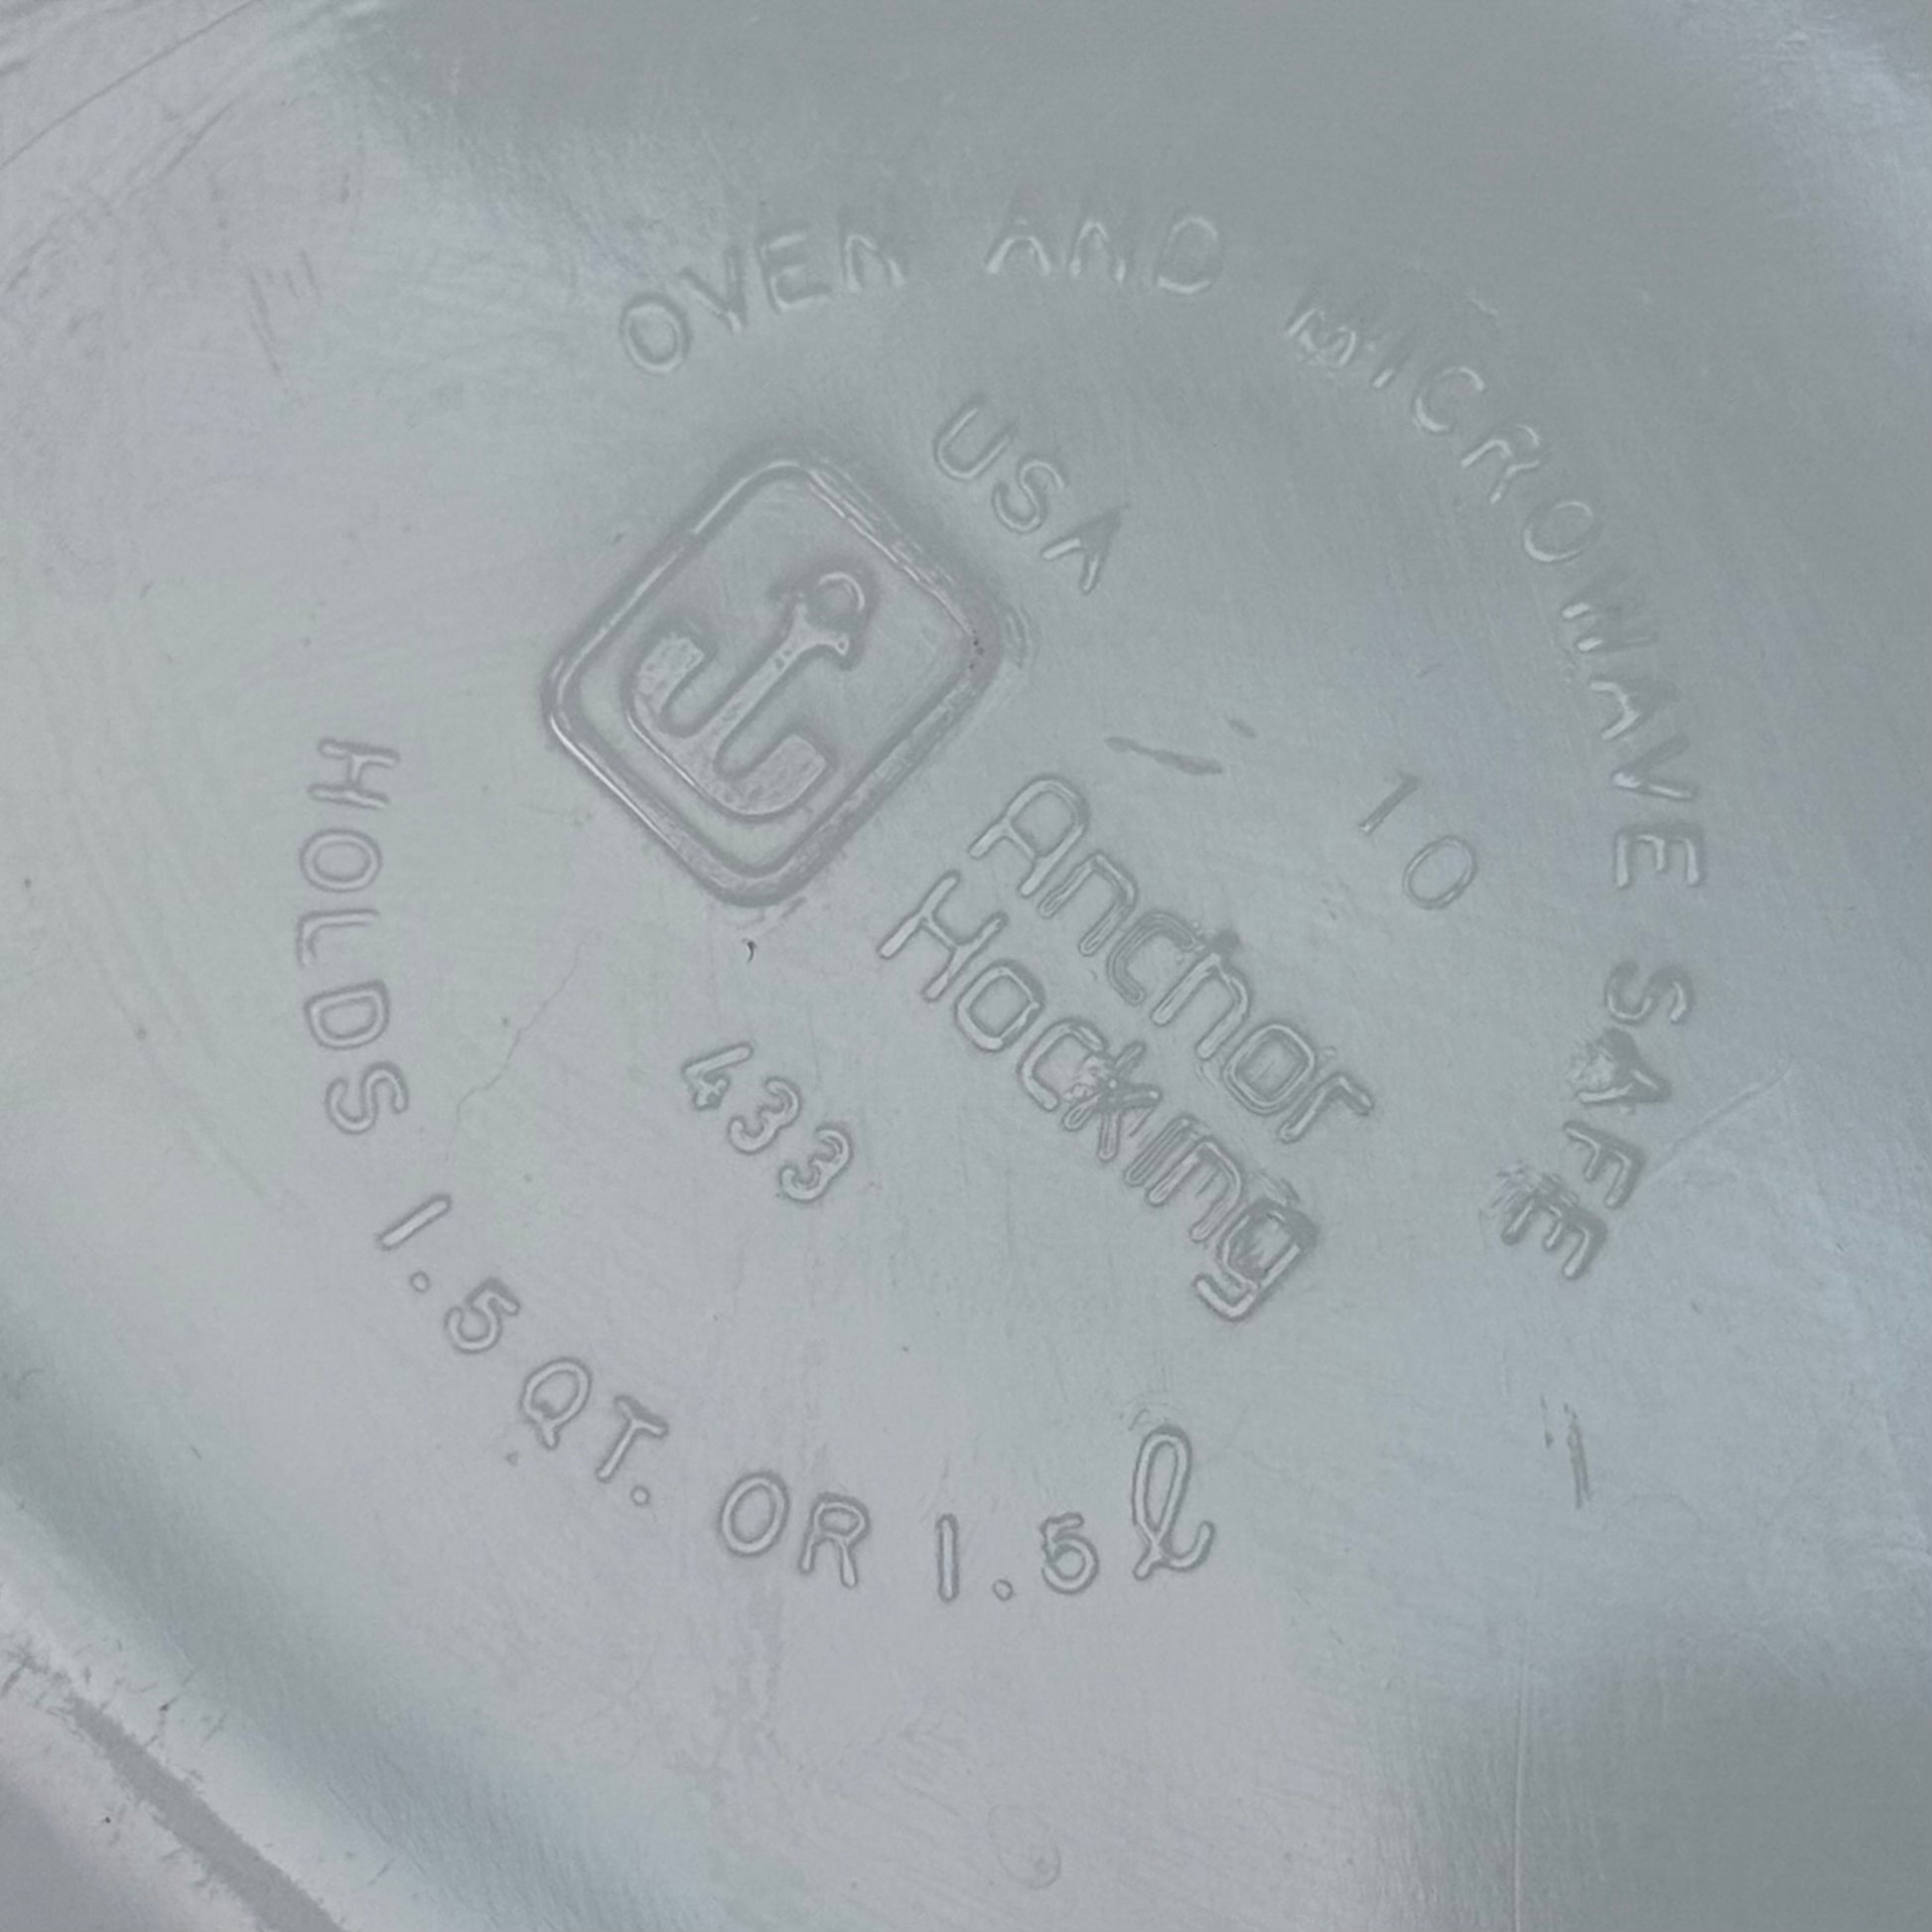 OVEN AND MICROWAVE SAFE
USA
10
Anchor
Hocking
433
HOLDS 1.5 QT. OR 1.5 ℓ